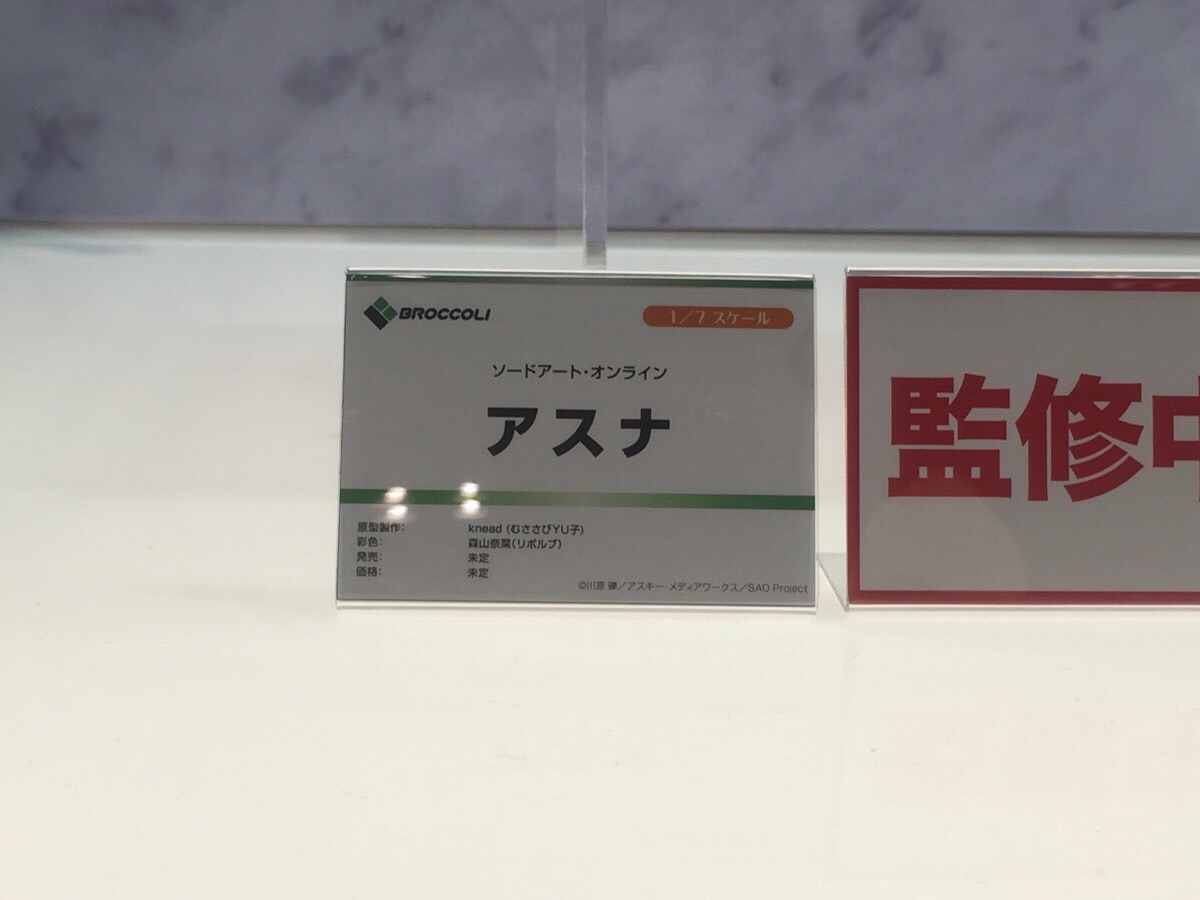 BROCCOLI
1/7 スケール
ソードアート・オンライン
アスナ
原型製作: knead (むささびYU子)
彩色: 森山奈菜(リボルブ)
発売: 未定
価格: 未定
©川原 礫/アスキー・メディアワークス/SAO Project
監修中